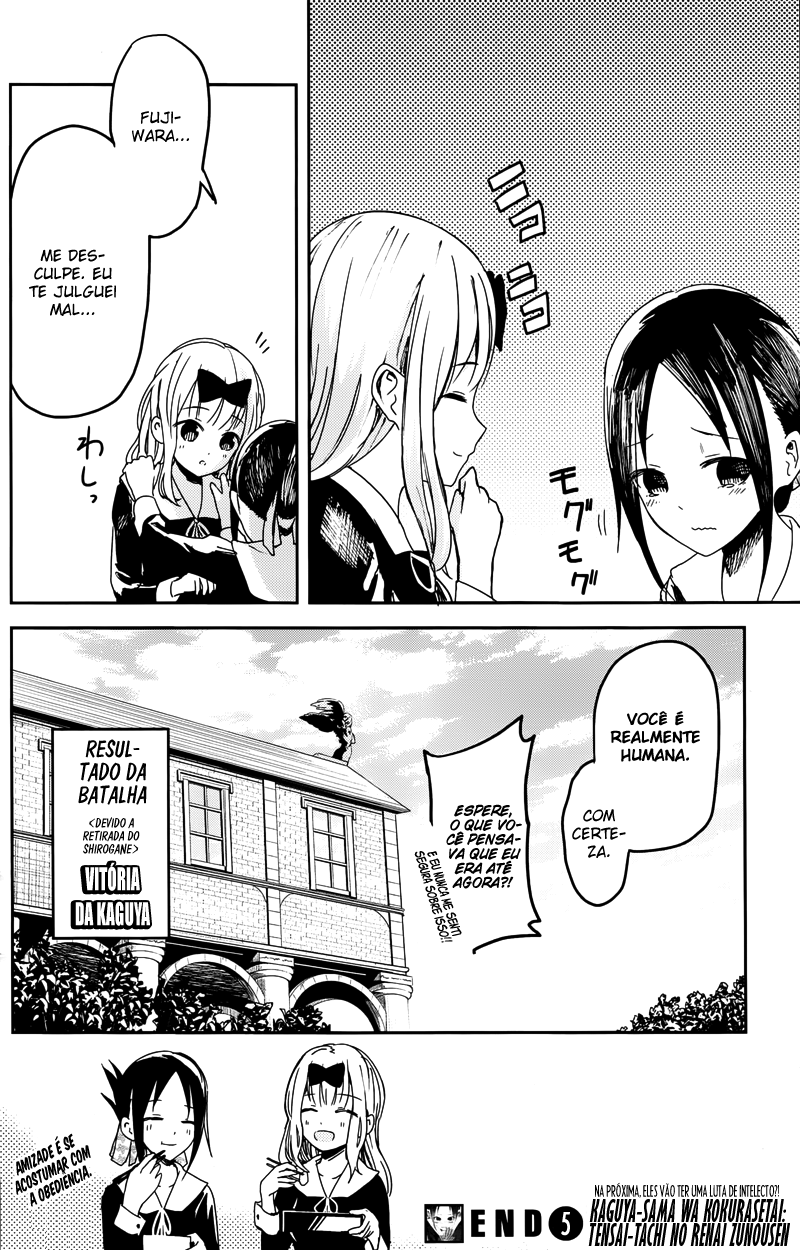 ニコ
ニコ
モグ
モグ
FUJI-
WARA...
ME DES-
CULPE. EU
TE JULGUEI
MAL...
わしっ
VOCÊ É
REALMENTE
HUMANA.
COM
CERTE-
ZA.
ESPERE,
O QUE VO-
CÊ PENSA-
VA QUE EU
ERA ATÉ
AGORA?!
E EU NUNCA ME SENTI
SEGURA SOBRE ISSO!!
RESUL-
TADO DA
BATALHA
<DEVIDO A
RETIRADA DO
SHIROGANE>
VITÓRIA
DA KAGUYA
AMIZADE É SE
ACOSTUMAR COM
A OBEDIENCIA.
END 5
NA PRÓXIMA, ELES VÃO TER UMA LUTA DE INTELECTO?!
KAGUYA-SAMA WA KOKURASETAI:
TENSAI-TACHI NO RENAI ZUNOUSEN